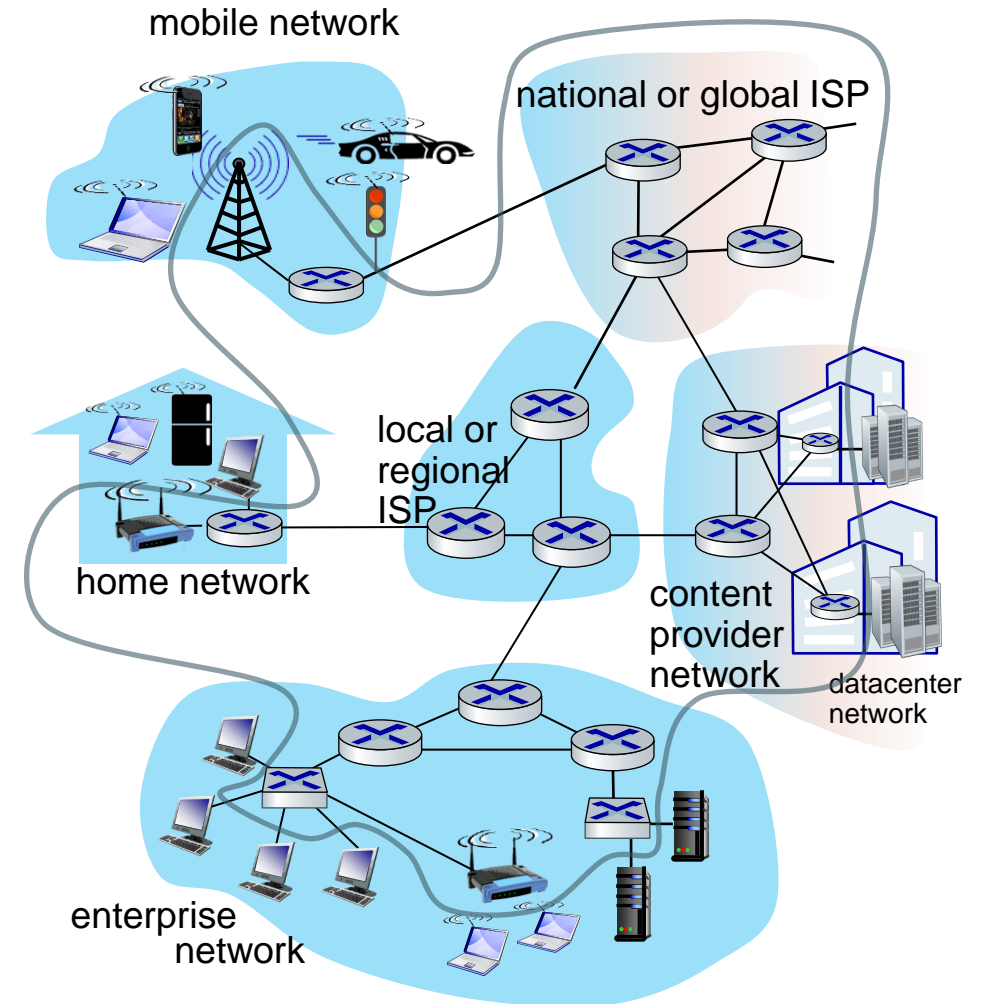 mobile network
national or global ISP
local or
regional
ISP
home network
content
provider
network
datacenter
network
enterprise
network